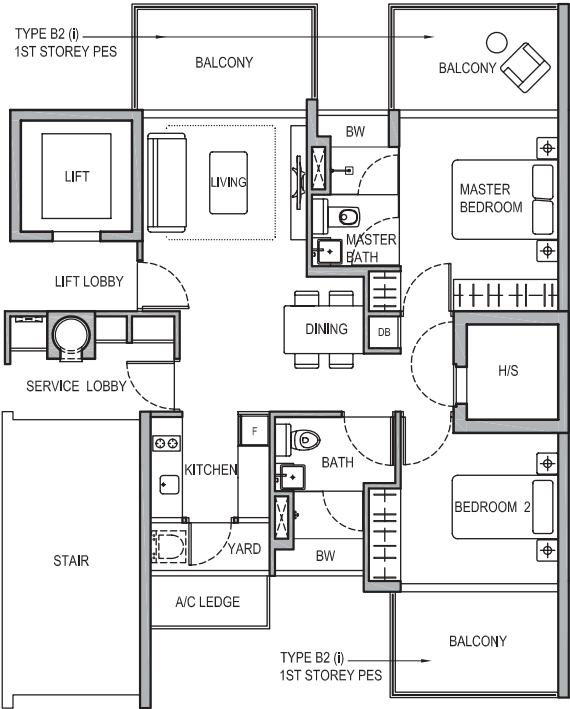 TYPE B2 (i)
1ST STOREY PES
BALCONY
BALCONY
BW
LIFT
LIVING
MASTER
BEDROOM
MASTER
BATH
LIFT LOBBY
DINING
DB
H/S
SERVICE LOBBY
F
BATH
KITCHEN
BEDROOM 2
YARD
BW
STAIR
A/C LEDGE
BALCONY
TYPE B2 (i)
1ST STOREY PES